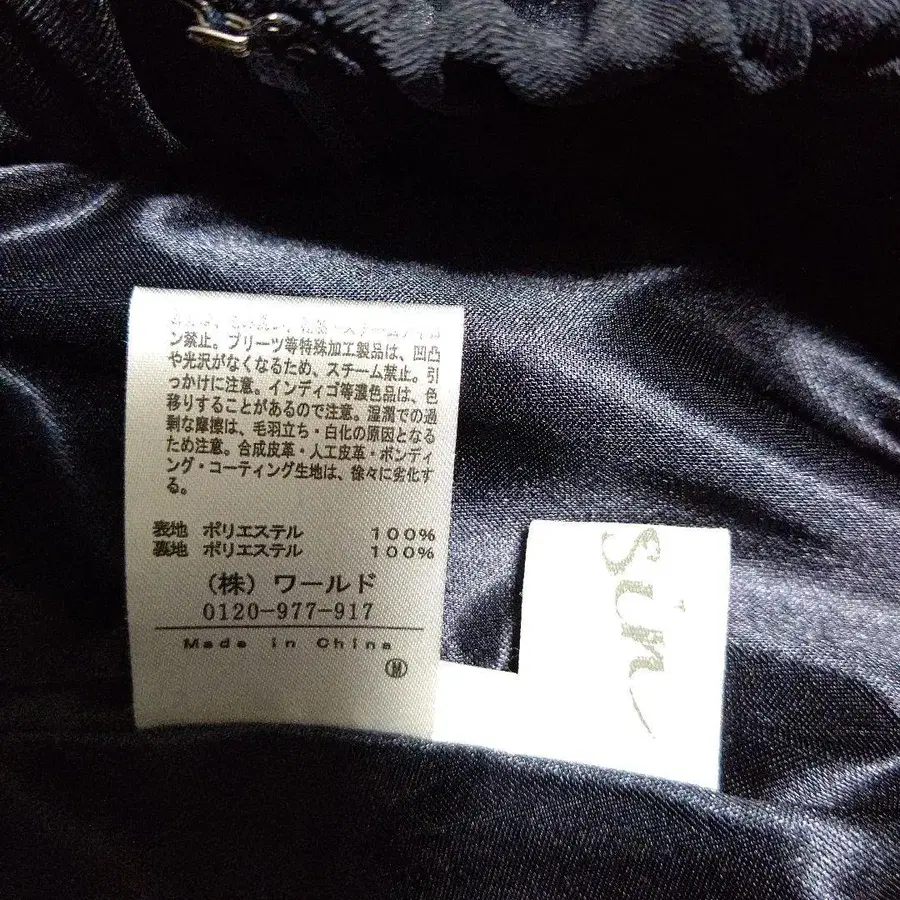 ン禁止。プリーツ等特殊加工製品は、凹凸
や光沢がなくなるため、スチーム禁止。引
っかけに注意。インディゴ等濃色品は、色
移りすることがあるので注意。湿潤での過
剰な摩擦は、毛羽立ち・白化の原因となる
ため注意。合成皮革・人工皮革・ボンディ
ング・コーティング生地は、徐々に劣化す
る。
表地 ポリエステル 100%
裏地 ポリエステル 100%
(株) ワールド
0120-977-917
Made in China
Ⓜ
sin